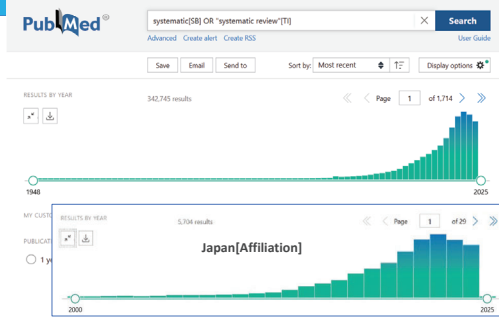 PubMed®
systematic[SB] OR "systematic review"[TI]
Search
Advanced Create alert Create RSS
User Guide
Save Email Send to Sort by: Most recent Display options
RESULTS BY YEAR
342,745 results
Page 1 of 1,714
1948
2025
MY CUSTO
RESULTS BY YEAR
5,704 results
Page 1 of 29
PUBLICATI
1 ye
Japan[Affiliation]
2000
2025